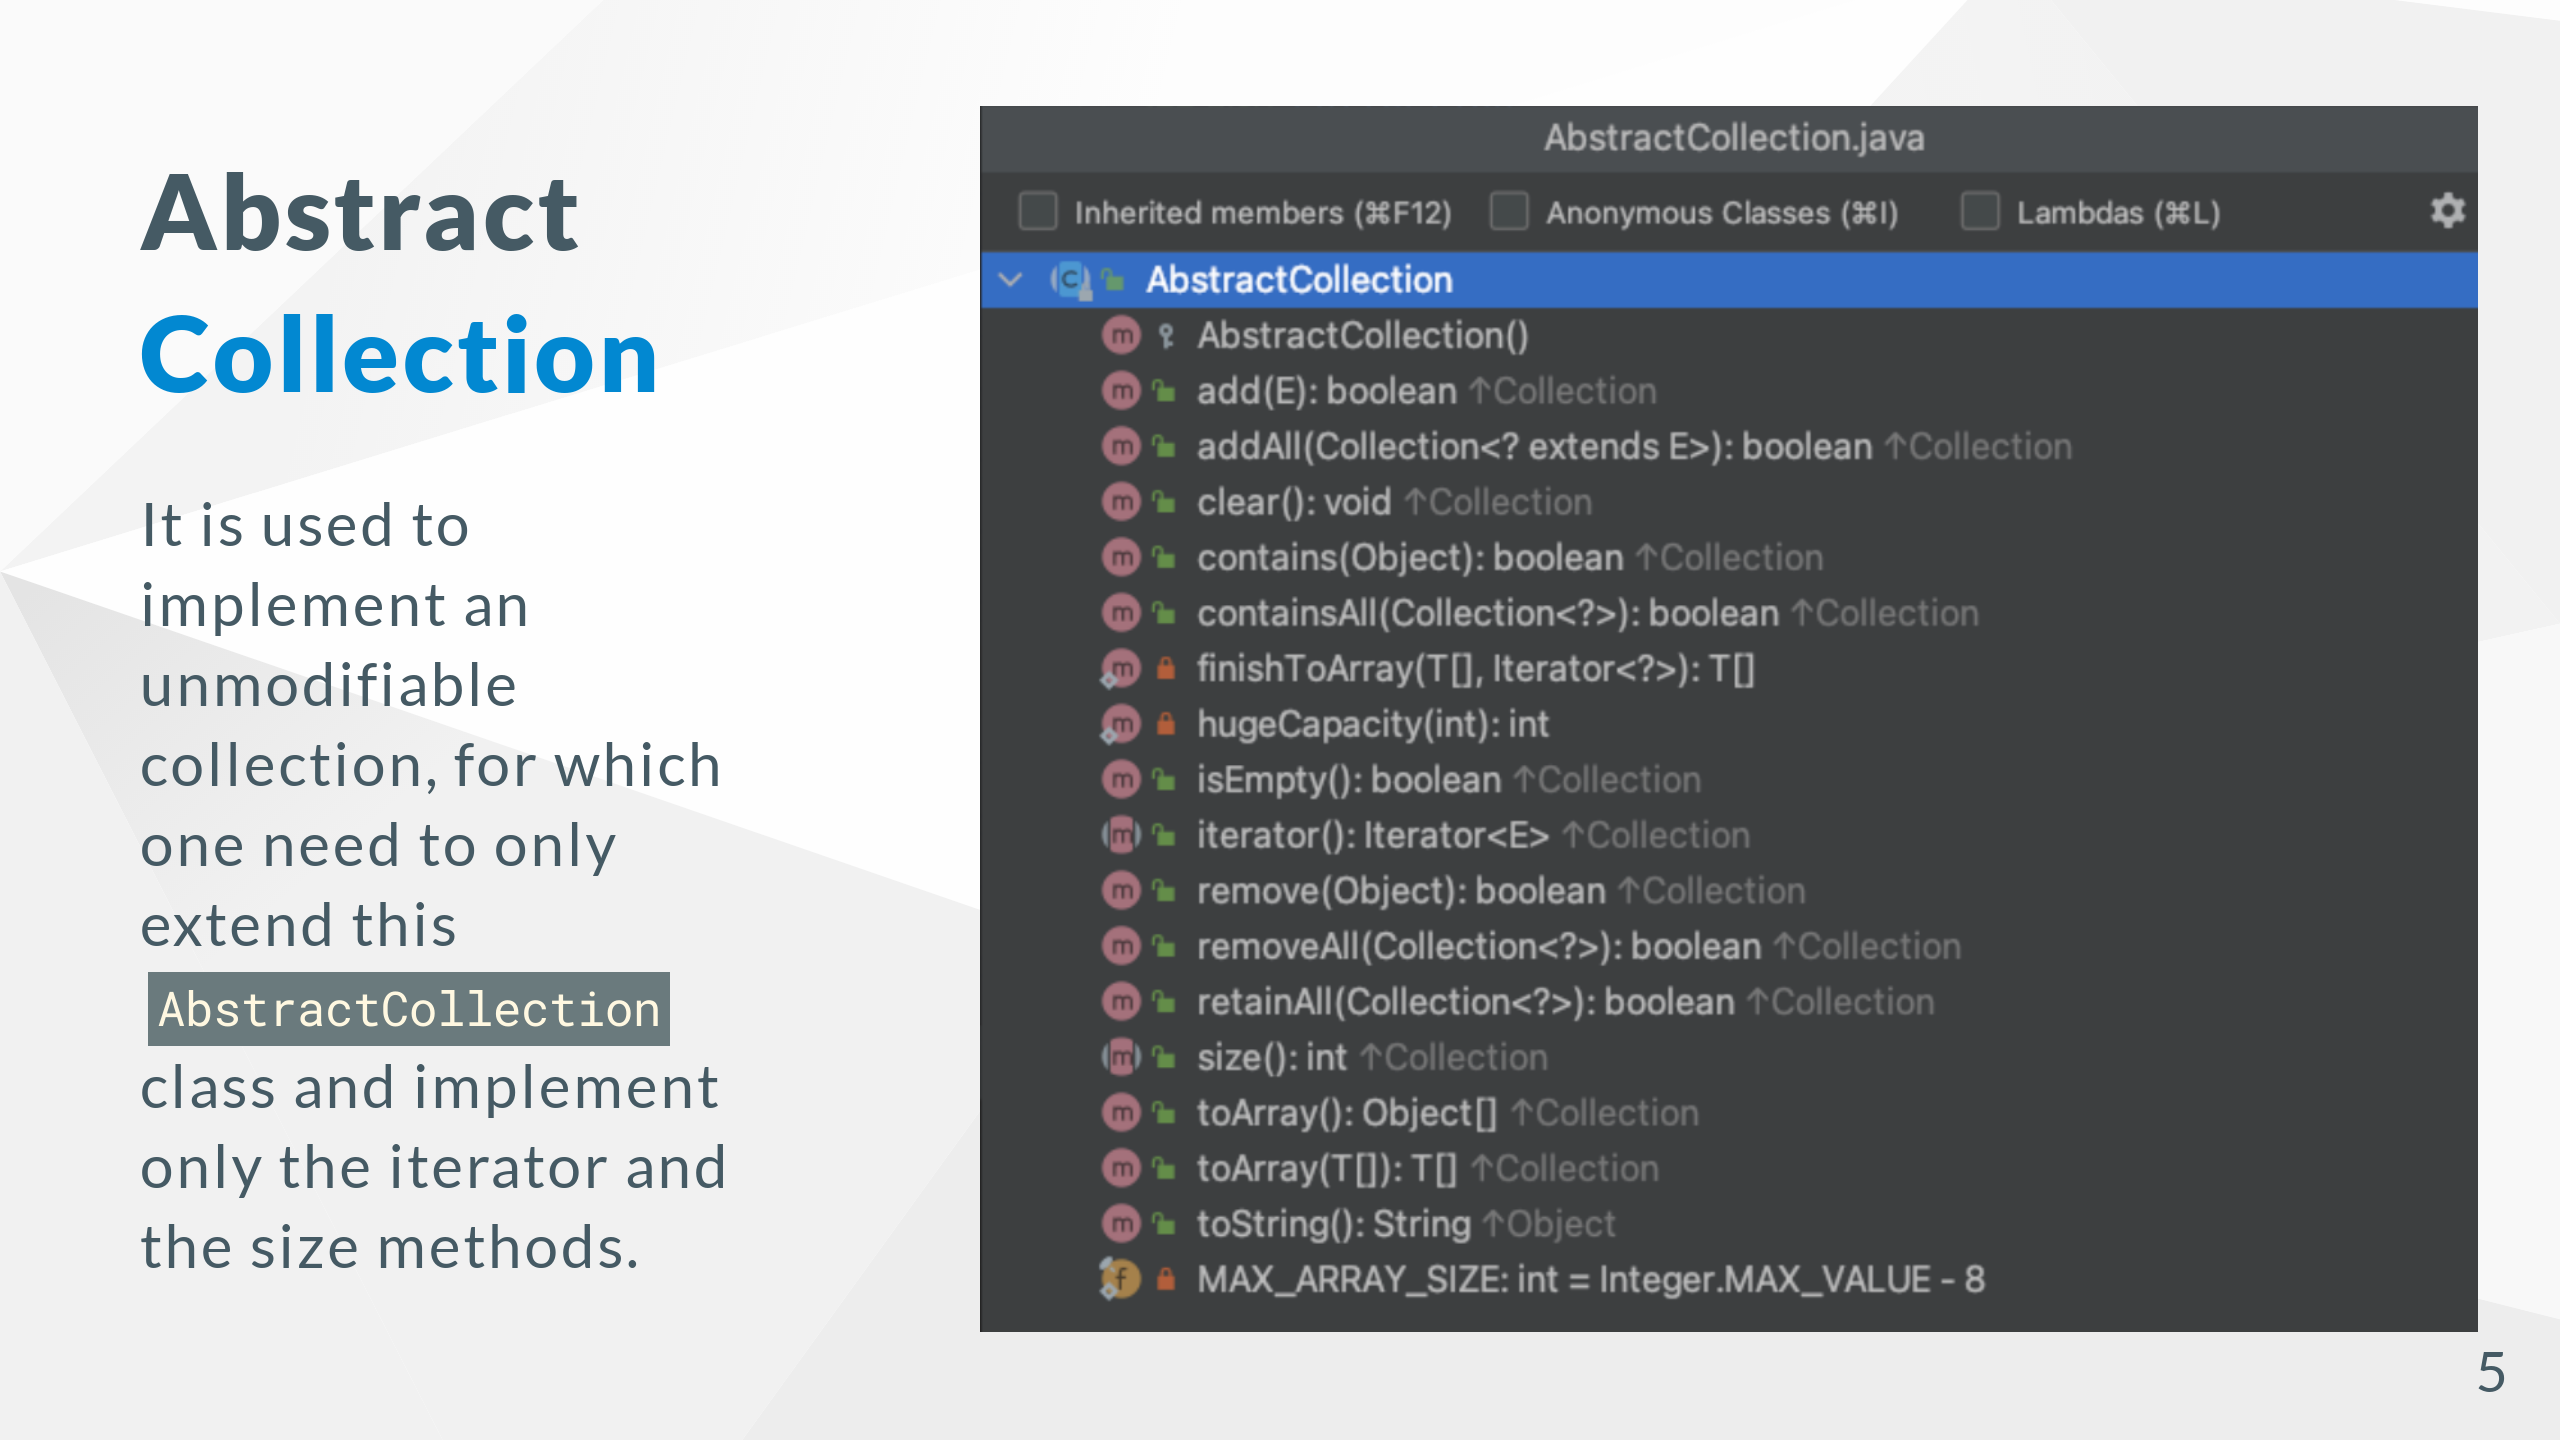 Abstract
Collection
It is used to
implement an
unmodifiable
collection, for which
one need to only
extend this
AbstractCollection
class and implement
only the iterator and
the size methods.
AbstractCollection.java
Inherited members (⌘F12) Anonymous Classes (⌘I) Lambdas (⌘L)
AbstractCollection
AbstractCollection()
add(E): boolean ↑Collection
addAll(Collection<? extends E>): boolean ↑Collection
clear(): void ↑Collection
contains(Object): boolean ↑Collection
containsAll(Collection<?>): boolean ↑Collection
finishToArray(T[], Iterator<?>): T[]
hugeCapacity(int): int
isEmpty(): boolean ↑Collection
iterator(): Iterator<E> ↑Collection
remove(Object): boolean ↑Collection
removeAll(Collection<?>): boolean ↑Collection
retainAll(Collection<?>): boolean ↑Collection
size(): int ↑Collection
toArray(): Object[] ↑Collection
toArray(T[]): T[] ↑Collection
toString(): String ↑Object
MAX_ARRAY_SIZE: int = Integer.MAX_VALUE - 8
5